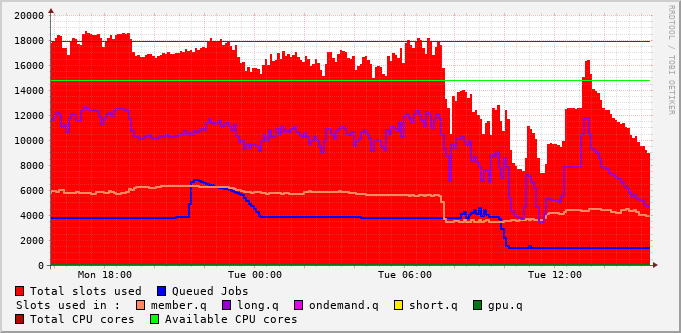 RRDTOOL / TOBI OETIKER
20000
18000
16000
14000
12000
10000
8000
6000
4000
2000
0
Mon 18:00 Tue 00:00 Tue 06:00 Tue 12:00
Total slots used Queued Jobs
Slots used in : member.q long.q ondemand.q short.q gpu.q
Total CPU cores Available CPU cores